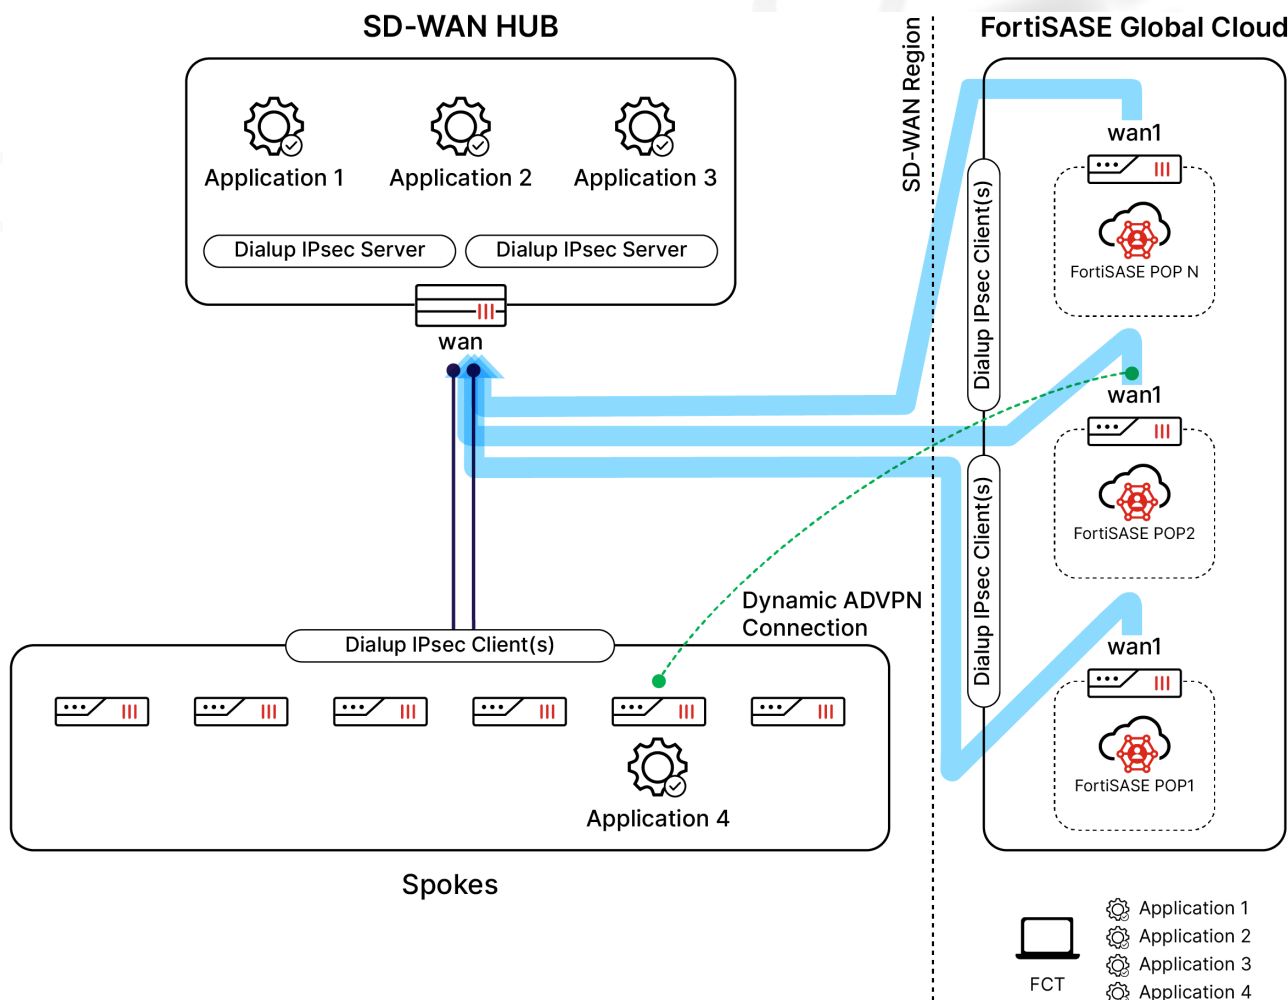 SD-WAN HUB
Application 1
Application 2
Application 3
Dialup IPsec Server
Dialup IPsec Server
wan
SD-WAN Region
FortiSASE Global Cloud
Dialup IPsec Client(s)
wan1
FortiSASE POP N
wan1
FortiSASE POP2
Dialup IPsec Client(s)
wan1
FortiSASE POP1
Dynamic ADVPN
Connection
Dialup IPsec Client(s)
Application 4
Spokes
FCT
Application 1
Application 2
Application 3
Application 4